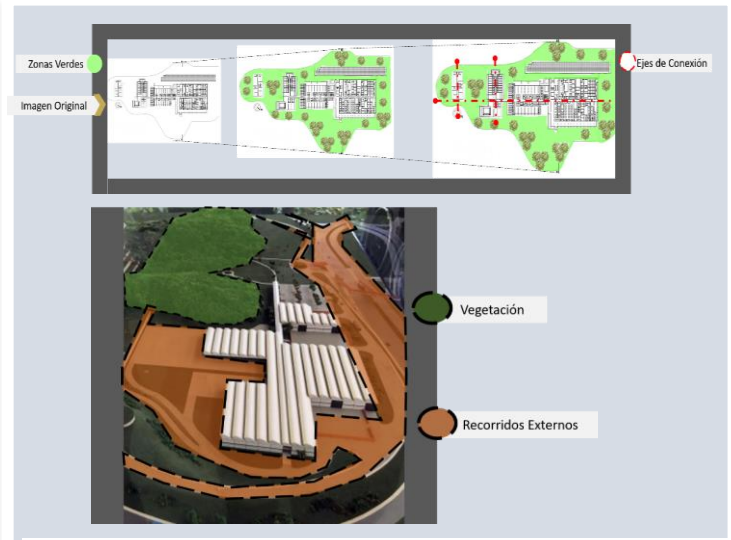 Zonas Verdes
Ejes de Conexión
Imagen Original
Vegetación
Recorridos Externos